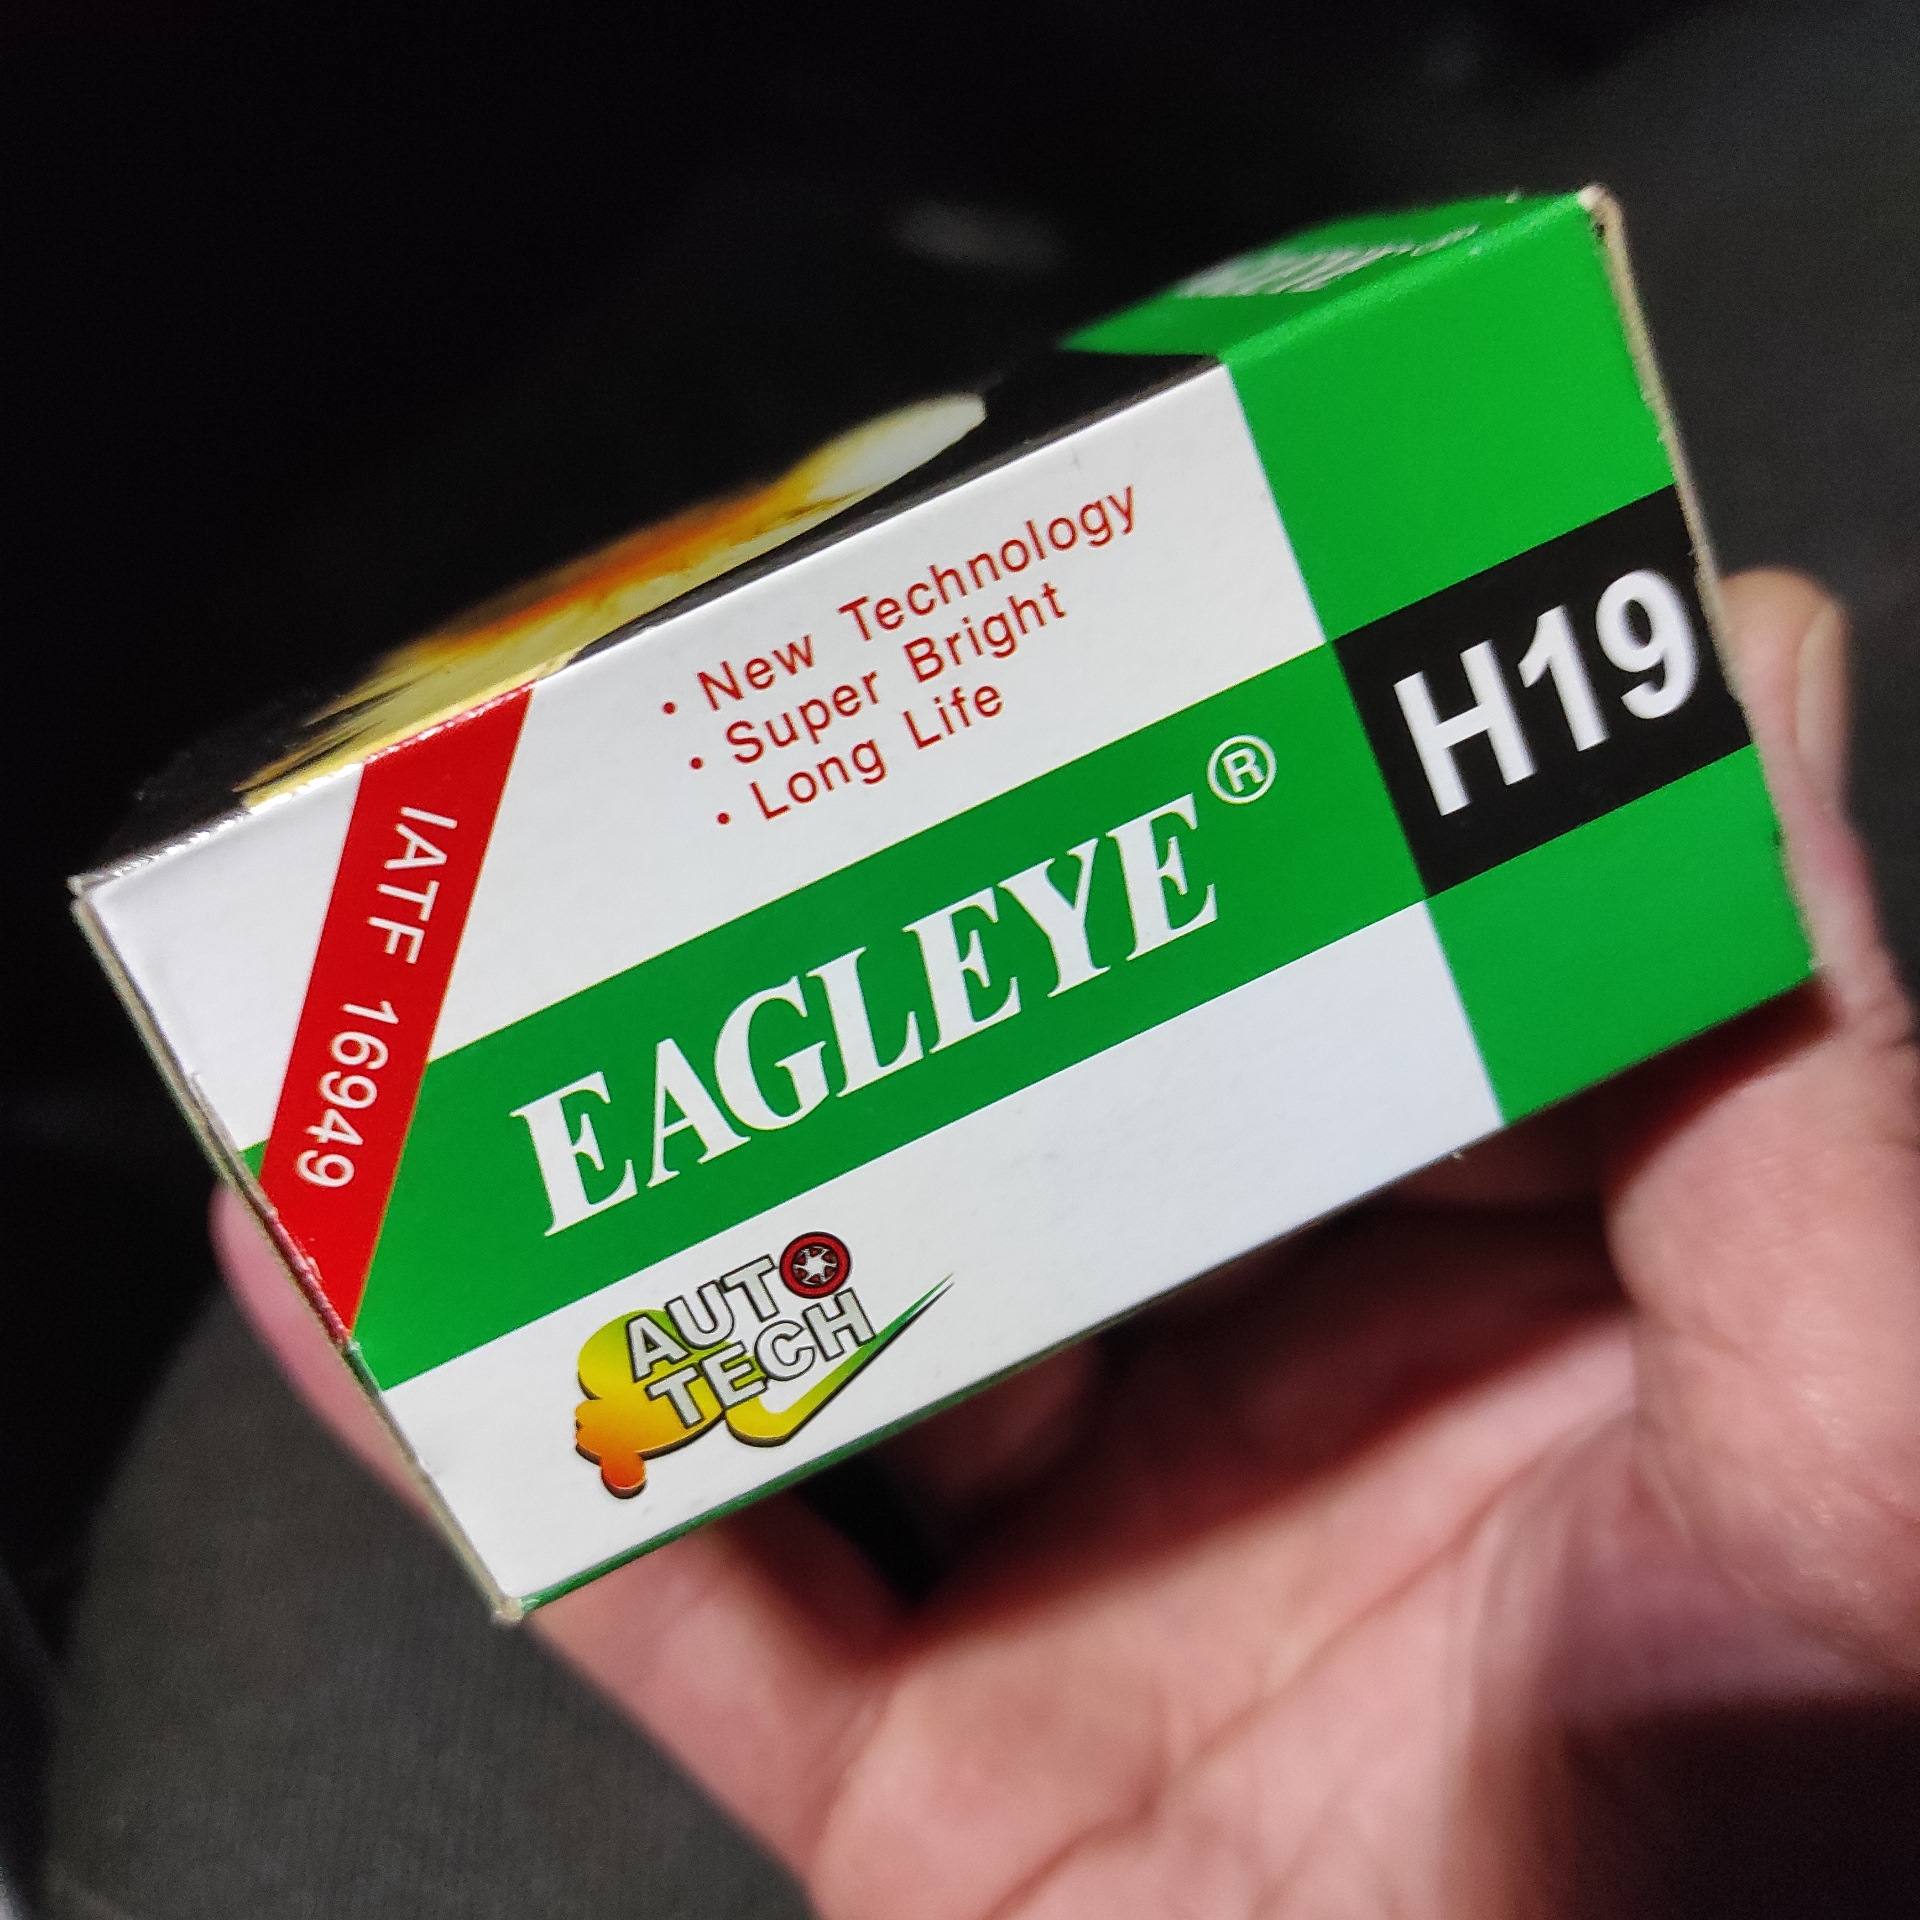 • New Technology
• Super Bright
• Long Life
IATF 16949
EAGLEYE®
H19
AUTO
TECH